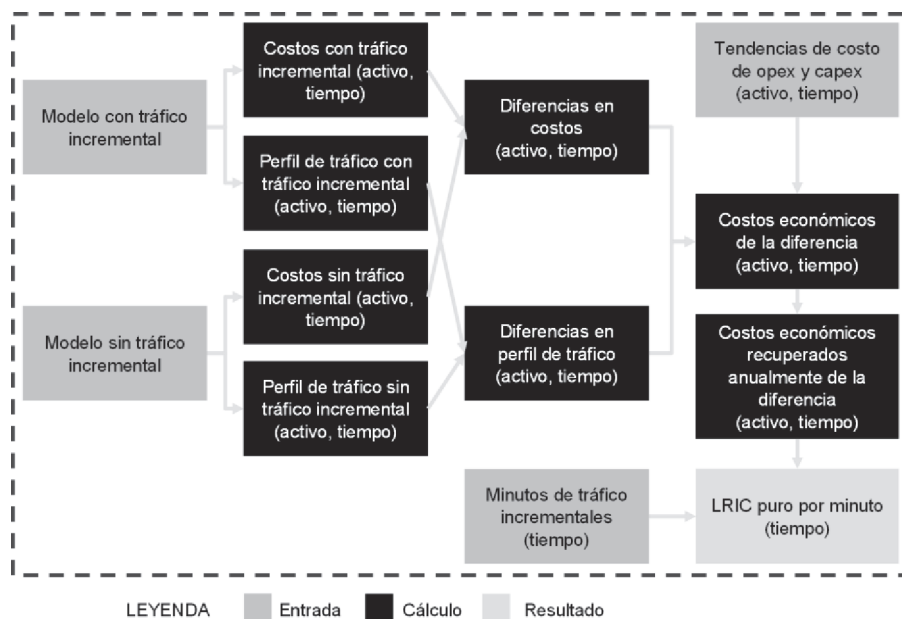 Modelo con tráfico
incremental
Modelo sin tráfico
incremental
Costos con tráfico
incremental (activo,
tiempo)
Perfil de tráfico con
tráfico incremental
(activo, tiempo)
Costos sin tráfico
incremental (activo,
tiempo)
Perfil de tráfico sin
tráfico incremental
(activo, tiempo)
Diferencias en
costos
(activo, tiempo)
Diferencias en
perfil de tráfico
(activo, tiempo)
Minutos de tráfico
incrementales
(tiempo)
Tendencias de costo
de opex y capex
(activo, tiempo)
Costos económicos
de la diferencia
(activo, tiempo)
Costos económicos
recuperados
anualmente de la
diferencia
(activo, tiempo)
LRIC puro por minuto
(tiempo)
LEYENDA
Entrada
Cálculo
Resultado